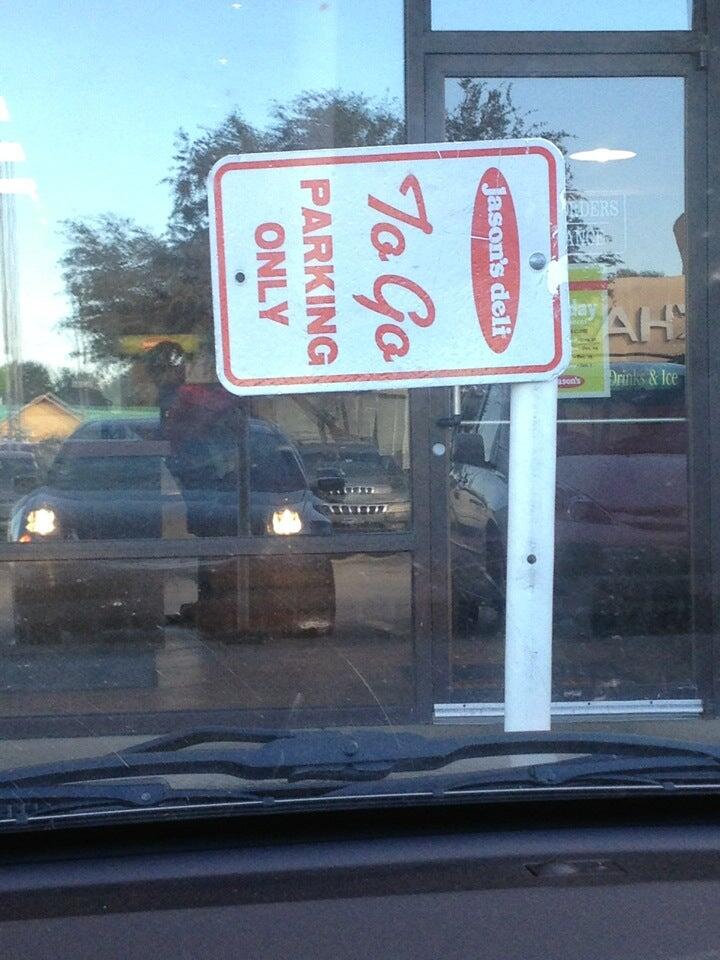 jason's deli
To Go
PARKING
ONLY
Drinks & Ice